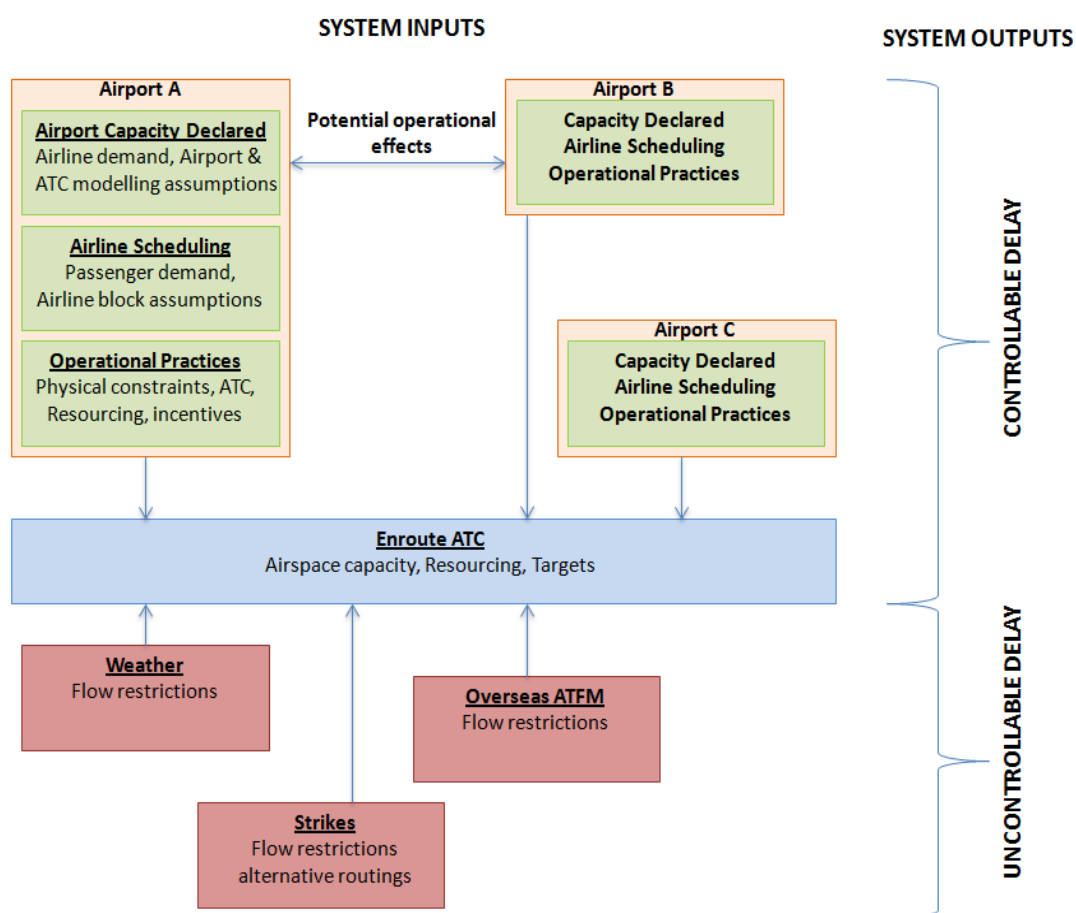 SYSTEM INPUTS
SYSTEM OUTPUTS
Airport A
Airport Capacity Declared
Airline demand, Airport &
ATC modelling assumptions
Airline Scheduling
Passenger demand,
Airline block assumptions
Operational Practices
Physical constraints, ATC,
Resourcing, incentives
Potential operational
effects
Airport B
Capacity Declared
Airline Scheduling
Operational Practices
Airport C
Capacity Declared
Airline Scheduling
Operational Practices
CONTROLLABLE DELAY
Enroute ATC
Airspace capacity, Resourcing, Targets
Weather
Flow restrictions
Overseas ATFM
Flow restrictions
Strikes
Flow restrictions
alternative routings
UNCONTROLLABLE DELAY